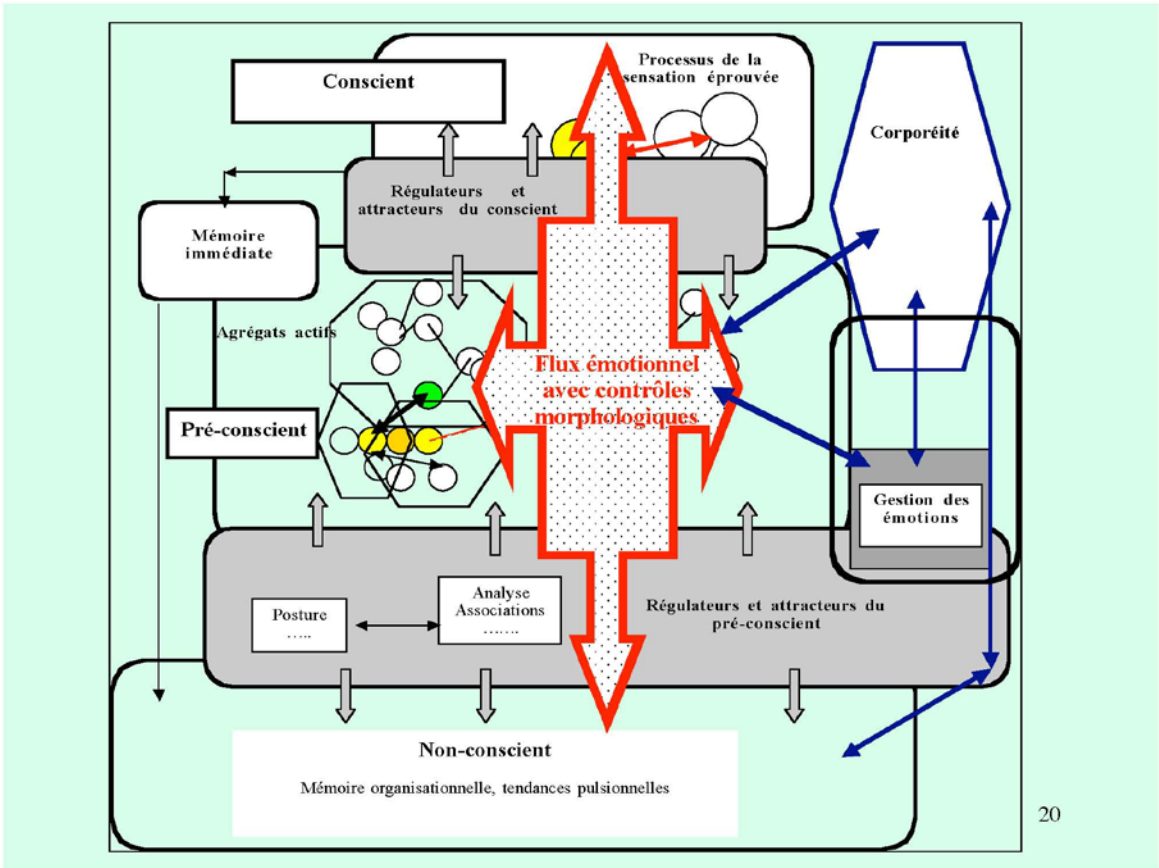 Conscient
Processus de la
sensation éprouvée
Corporéité
Régulateurs et
attracteurs du conscient
Mémoire
immédiate
Agrégats actifs
Flux émotionnel
avec contrôles
morphologiques
Pré-conscient
Gestion des
émotions
Posture
…..
Analyse
Associations
…….
Régulateurs et attracteurs du
pré-conscient
Non-conscient
Mémoire organisationnelle, tendances pulsionnelles
20